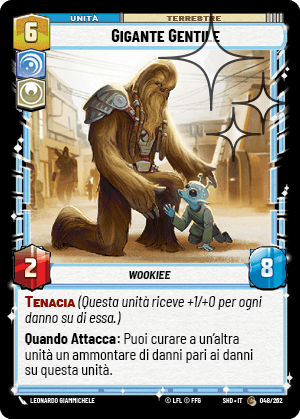 UNITÀ
TERRESTRE
6
GIGANTE GENTILE
2
8
WOOKIEE
TENACIA (Questa unità riceve +1/+0 per ogni
danno su di essa.)
Quando Attacca: Puoi curare a un'altra
unità un ammontare di danni pari ai danni
su questa unità.
LEONARDO GIAMMICHELE
© LFL © FFG
SHD • IT
048/262